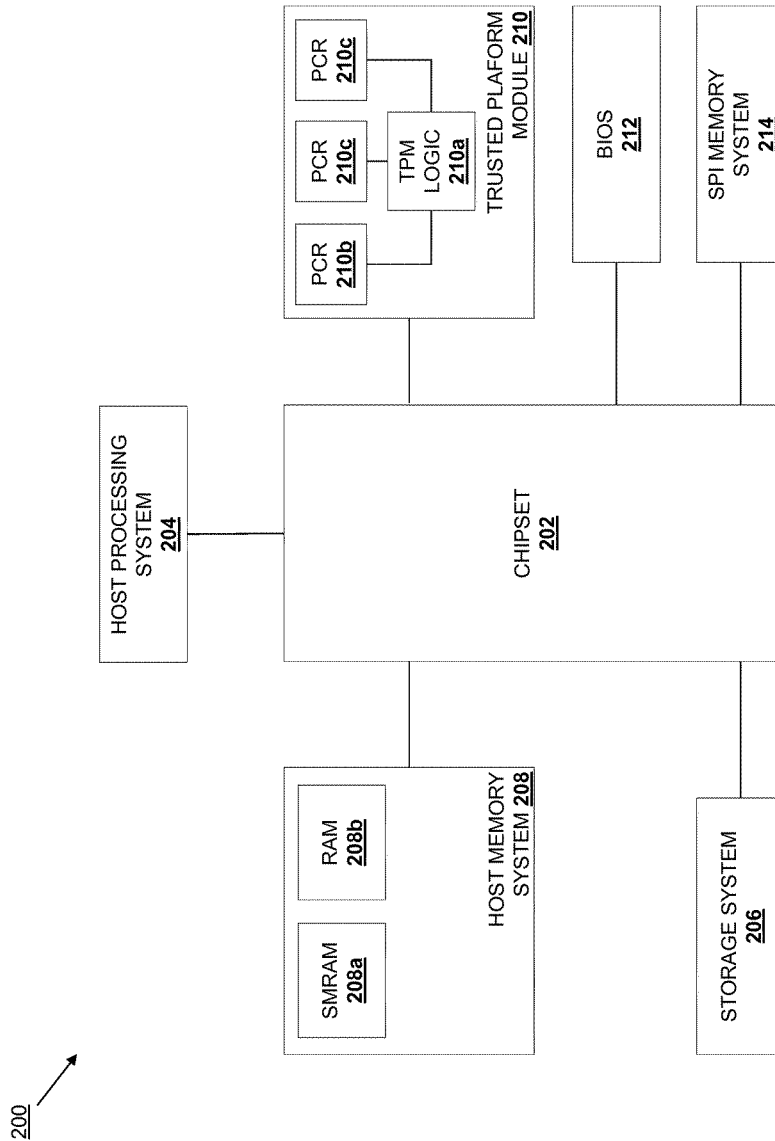 200
HOST PROCESSING
SYSTEM
204
SMRAM
208a
RAM
208b
HOST MEMORY
SYSTEM 208
STORAGE SYSTEM
206
CHIPSET
202
PCR
210b
PCR
210c
PCR
210c
TPM
LOGIC
210a
TRUSTED PLAFORM
MODULE 210
BIOS
212
SPI MEMORY
SYSTEM
214